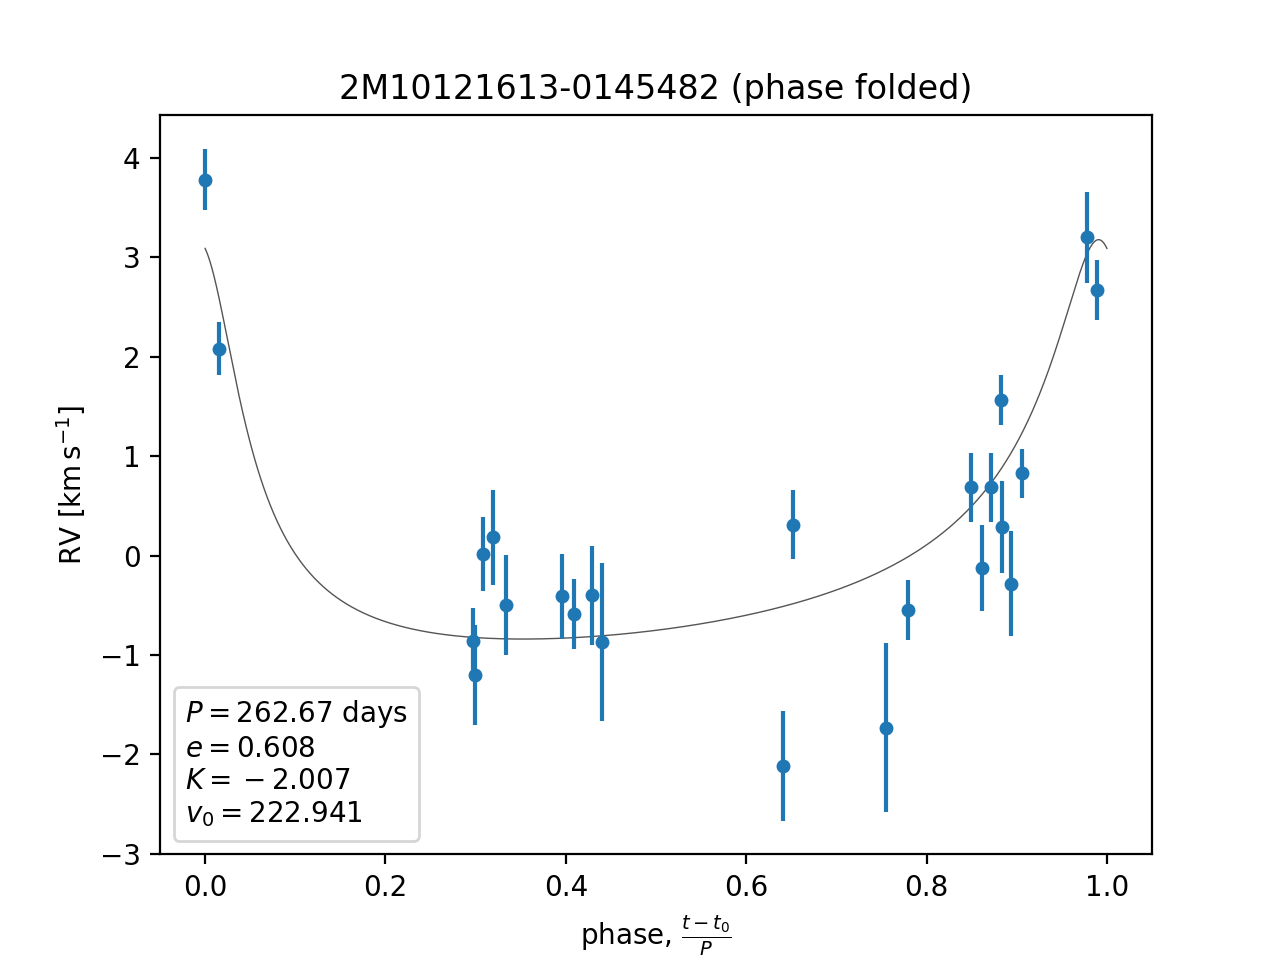 2M10121613-0145482 (phase folded)
RV [km s⁻¹]
4
3
2
1
0
−1
−2
−3
P = 262.67 days
e = 0.608
K = −2.007
v₀ = 222.941
0.0 0.2 0.4 0.6 0.8 1.0
phase, (t − t₀)/P